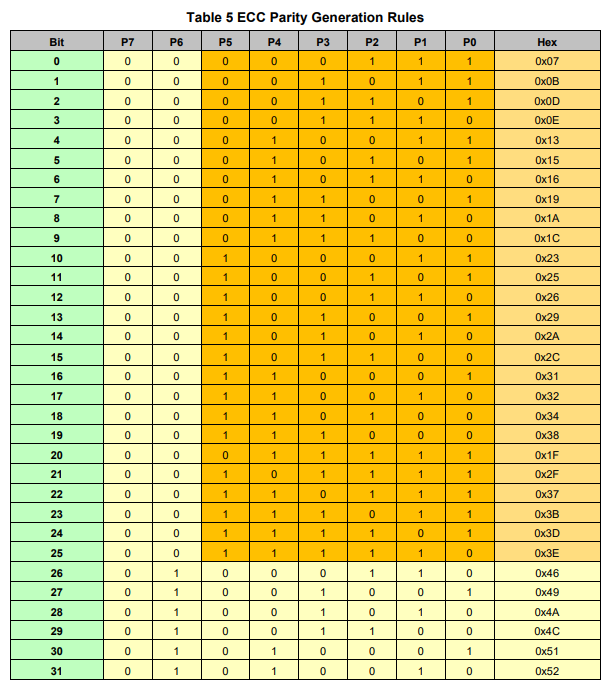 Table 5 ECC Parity Generation Rules
Bit P7 P6 P5 P4 P3 P2 P1 P0 Hex
0 0 0 0 0 0 1 1 1 0x07
1 0 0 0 0 1 0 1 1 0x0B
2 0 0 0 0 1 1 0 1 0x0D
3 0 0 0 0 1 1 1 0 0x0E
4 0 0 0 1 0 0 1 1 0x13
5 0 0 0 1 0 1 0 1 0x15
6 0 0 0 1 0 1 1 0 0x16
7 0 0 0 1 1 0 0 1 0x19
8 0 0 0 1 1 0 1 0 0x1A
9 0 0 0 1 1 1 0 0 0x1C
10 0 0 1 0 0 0 1 1 0x23
11 0 0 1 0 0 1 0 1 0x25
12 0 0 1 0 0 1 1 0 0x26
13 0 0 1 0 1 0 0 1 0x29
14 0 0 1 0 1 0 1 0 0x2A
15 0 0 1 0 1 1 0 0 0x2C
16 0 0 1 1 0 0 0 1 0x31
17 0 0 1 1 0 0 1 0 0x32
18 0 0 1 1 0 1 0 0 0x34
19 0 0 1 1 1 0 0 0 0x38
20 0 0 0 1 1 1 1 1 0x1F
21 0 0 1 0 1 1 1 1 0x2F
22 0 0 1 1 0 1 1 1 0x37
23 0 0 1 1 1 0 1 1 0x3B
24 0 0 1 1 1 1 0 1 0x3D
25 0 0 1 1 1 1 1 0 0x3E
26 0 1 0 0 0 1 1 0 0x46
27 0 1 0 0 1 0 0 1 0x49
28 0 1 0 0 1 0 1 0 0x4A
29 0 1 0 0 1 1 0 0 0x4C
30 0 1 0 1 0 0 0 1 0x51
31 0 1 0 1 0 0 1 0 0x52